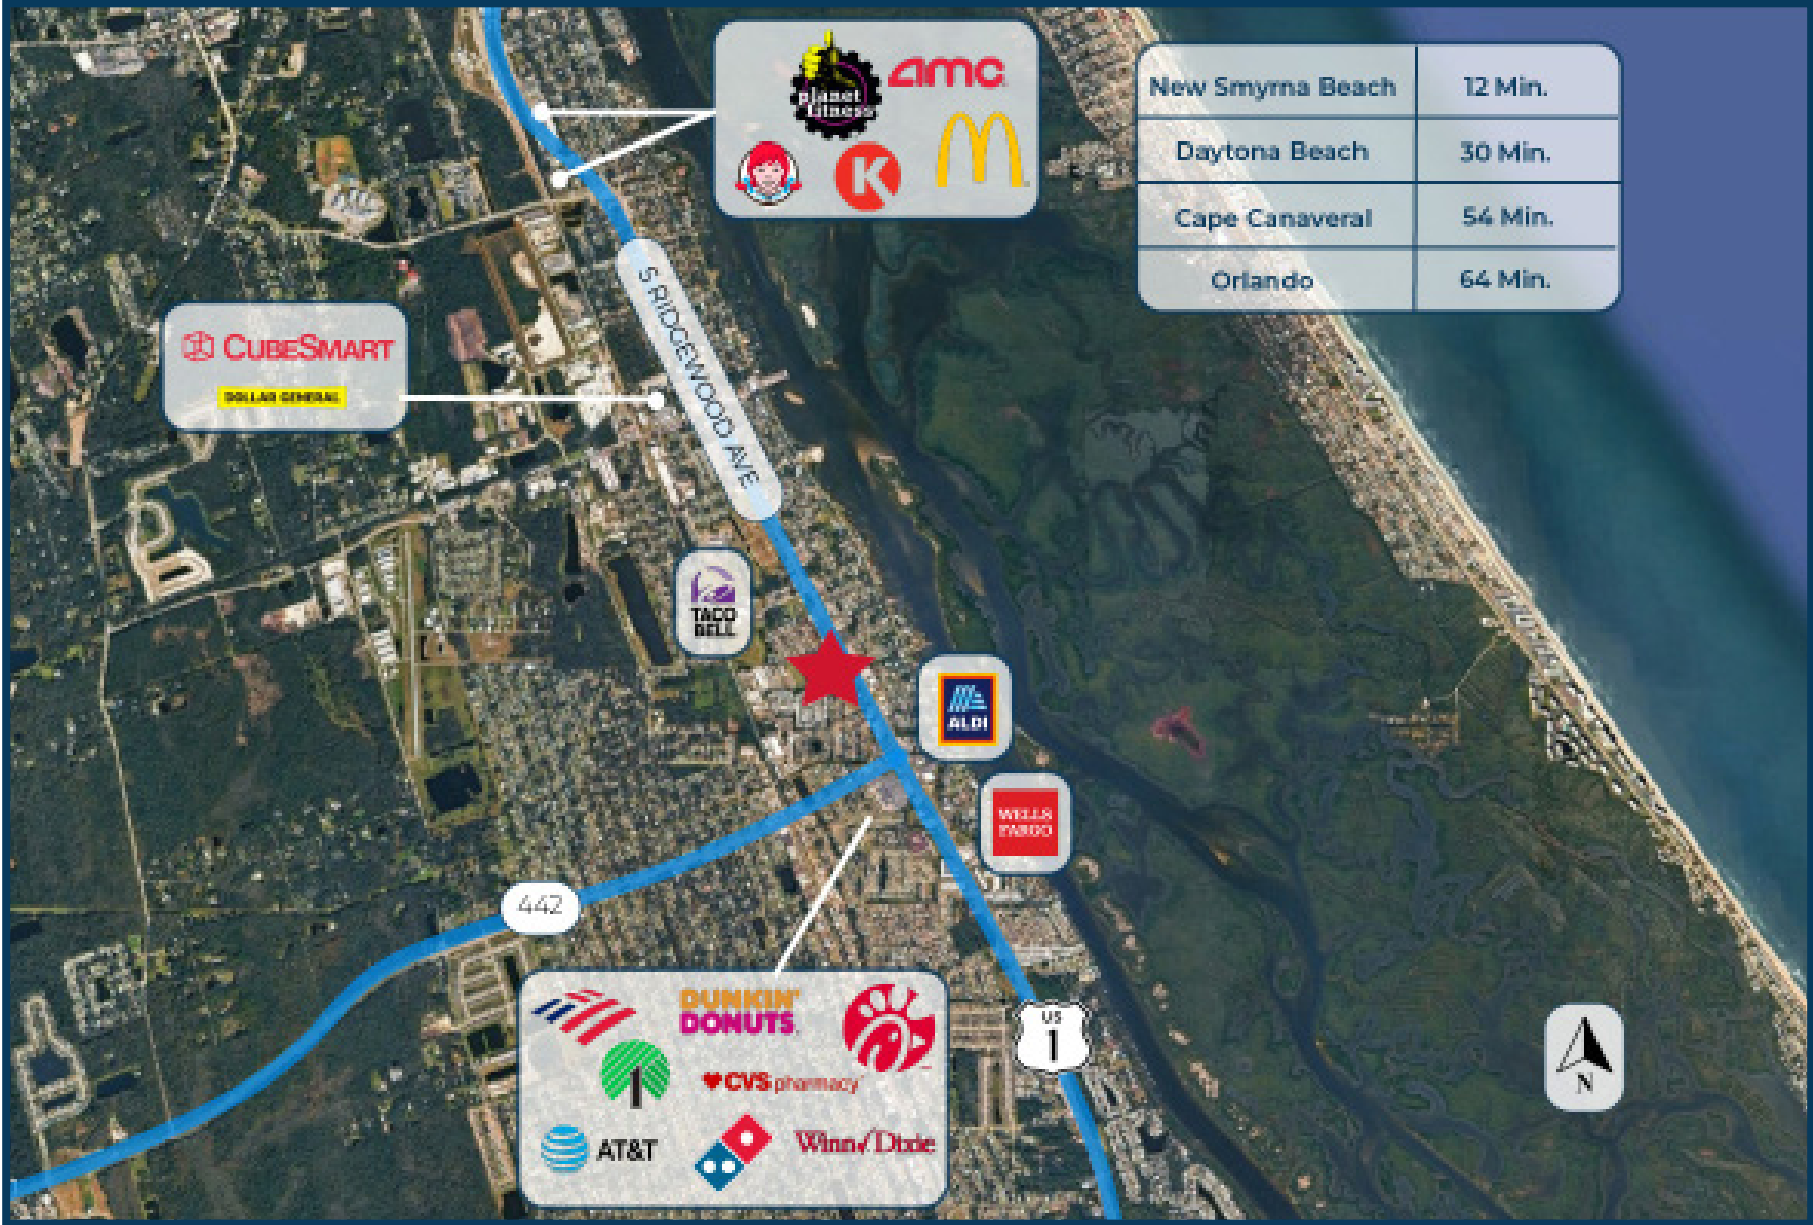 planet
fitness
amc
K
New Smyrna Beach 12 Min.
Daytona Beach 30 Min.
Cape Canaveral 54 Min.
Orlando 64 Min.
S RIDGEWOOD AVE
CUBESMART
DOLLAR GENERAL
TACO
BELL
ALDI
WELLS
FARGO
442
DUNKIN'
DONUTS
CVS pharmacy
AT&T
Winn Dixie
US
1
N